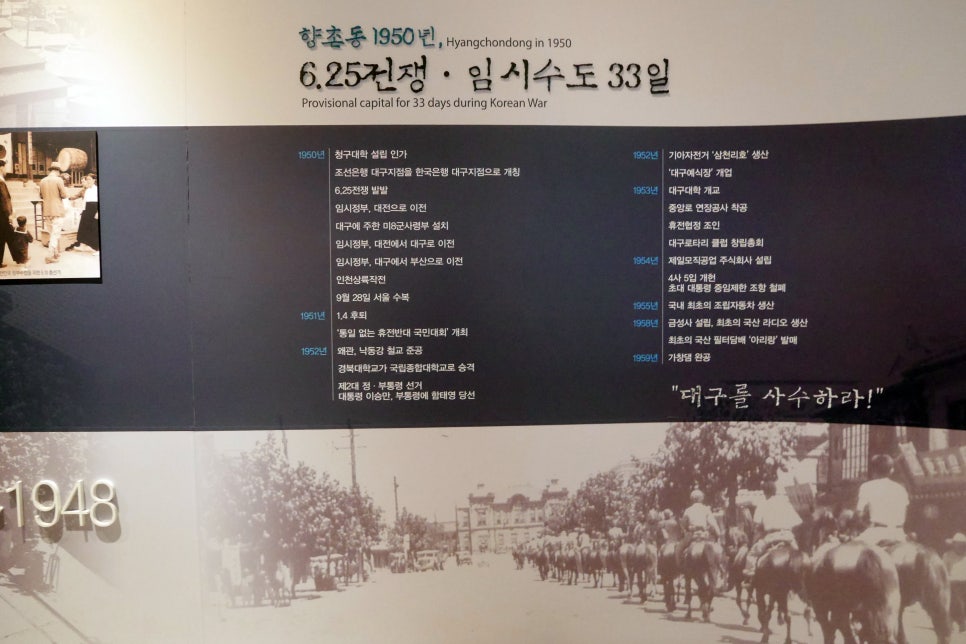 향촌동 1950년, Hyangchondong in 1950
6.25전쟁 · 임시수도 33일
Provisional capital for 33 days during Korean War
1950년 청구대학 설립 인가
조선은행 대구지점을 한국은행 대구지점으로 개칭
6.25전쟁 발발
임시정부, 대전으로 이전
대구에 주한 미8군사령부 설치
임시정부, 대전에서 대구로 이전
임시정부, 대구에서 부산으로 이전
인천상륙작전
9월 28일 서울 수복
1951년 1.4 후퇴
'통일 없는 휴전반대 국민대회' 개최
1952년 왜관, 낙동강 철교 준공
경북대학교가 국립종합대학교로 승격
제2대 정·부통령 선거
대통령 이승만, 부통령에 함태영 당선
1952년 기아자전거 '삼천리호' 생산
'대구예식장' 개업
1953년 대구대학 개교
중앙로 연장공사 착공
휴전협정 조인
대구로타리 클럽 창립총회
1954년 제일모직공업 주식회사 설립
4사 5입 개헌
초대 대통령 중임제한 조항 철폐
1955년 국내 최초의 조립자동차 생산
1958년 금성사 설립, 최초의 국산 라디오 생산
최초의 국산 필터담배 '아리랑' 발매
1959년 가창댐 완공
"대구를 사수하라!"
1948